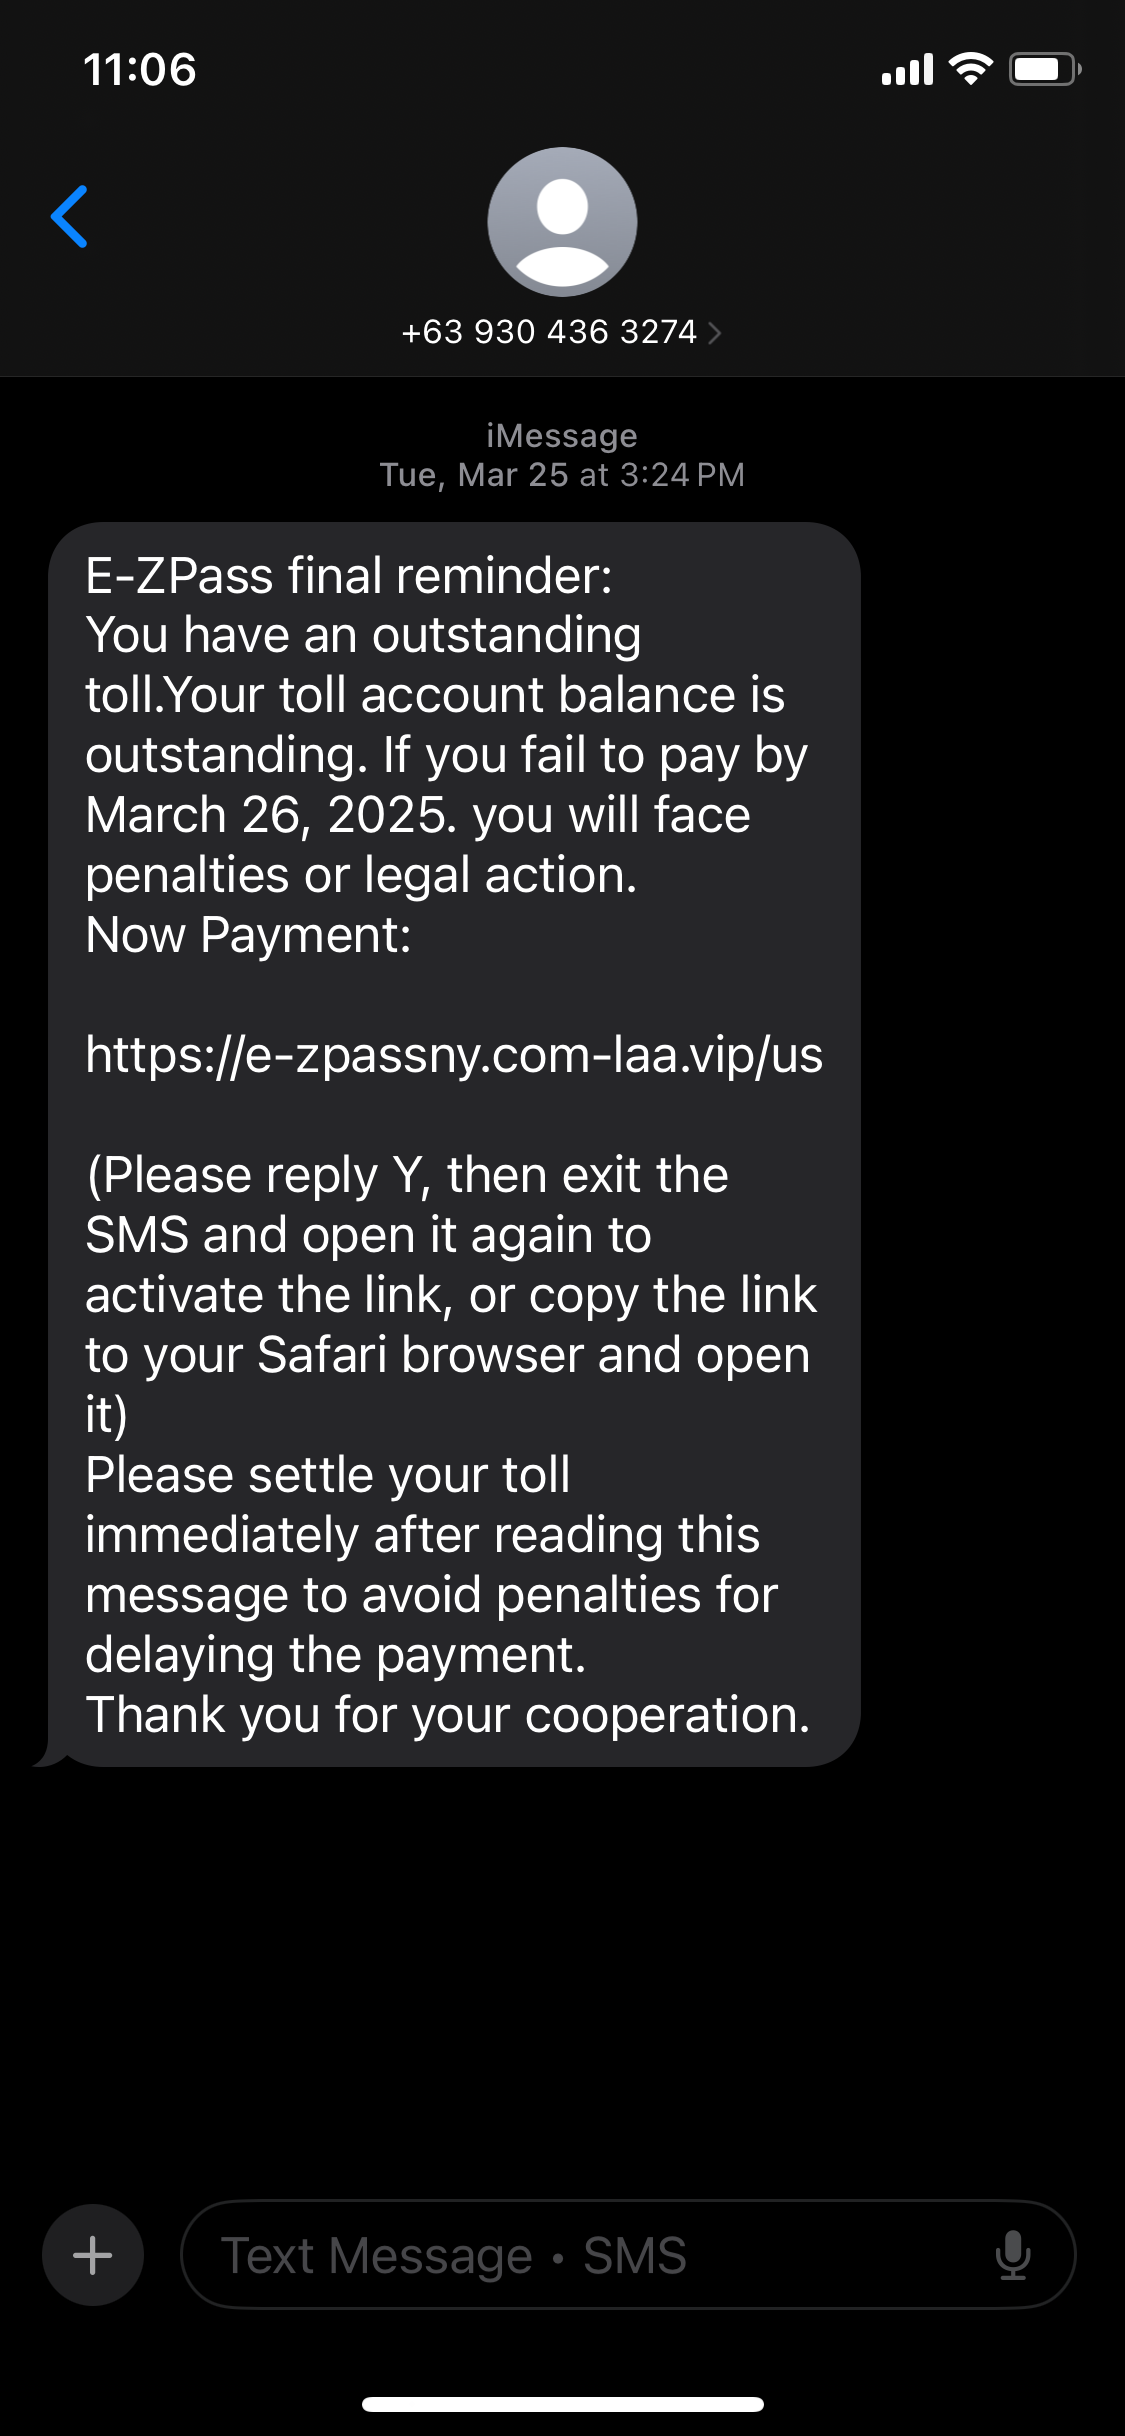 11:06
+63 930 436 3274
iMessage
Tue, Mar 25 at 3:24 PM
E-ZPass final reminder:
You have an outstanding
toll.Your toll account balance is
outstanding. If you fail to pay by
March 26, 2025. you will face
penalties or legal action.
Now Payment:
https://e-zpassny.com-laa.vip/us
(Please reply Y, then exit the
SMS and open it again to
activate the link, or copy the link
to your Safari browser and open
it)
Please settle your toll
immediately after reading this
message to avoid penalties for
delaying the payment.
Thank you for your cooperation.
Text Message • SMS